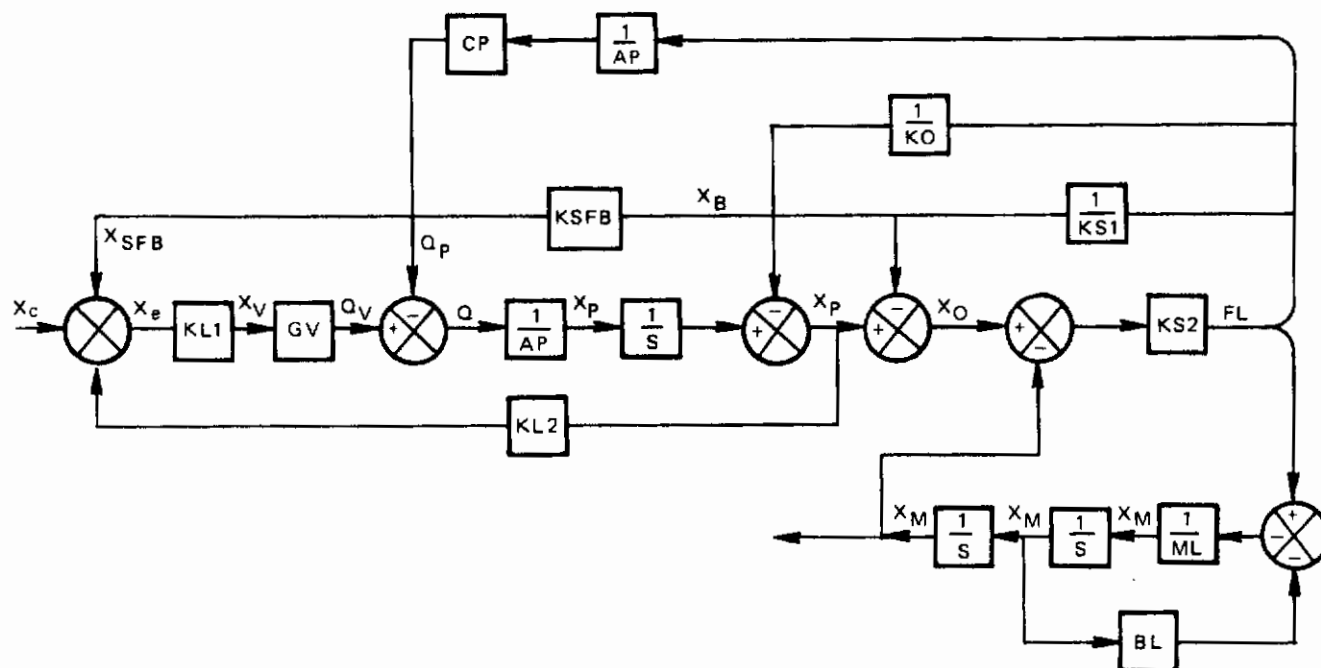 CP
1
AP
1
KO
KSFB
X_B
1
KS1
X_SFB
Q_P
X_c
X_e
KL1
X_V
GV
Q_V
+ −
Q
1
AP
X_P
1
S
+ −
X_P
+ −
X_O
+
−
KS2
FL
KL2
X_M
1
S
X_M
1
S
X_M
1
ML
+
−
−
BL